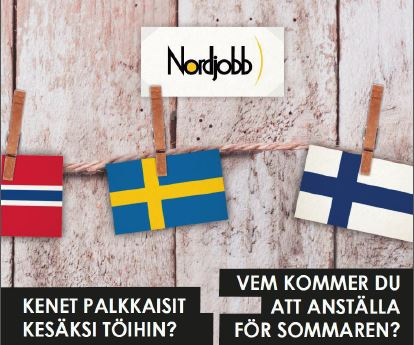 Nordjobb
KENET PALKKAISIT
KESÄKSI TÖIHIN?
VEM KOMMER DU
ATT ANSTÄLLA
FÖR SOMMAREN?